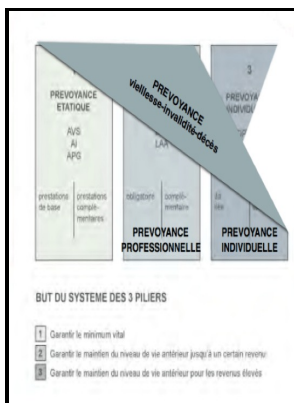 3
PREVOYANCE
ETATIQUE
AVS
AI
APG
prestations
de base
prestations
complé-
mentaires
PREVOYANCE
vieillesse-invalidité-décès
LAA
obligatoire
complé-
mentaire
PREVOYANCE
PROFESSIONNELLE
PREVOYANCE
INDIVIDUELLE
BUT DU SYSTEME DES 3 PILIERS
1 Garantir le minimum vital
2 Garantir le maintien du niveau de vie antérieur jusqu'à un certain revenu
3 Garantir le maintien du niveau de vie antérieur pour les revenus élevés